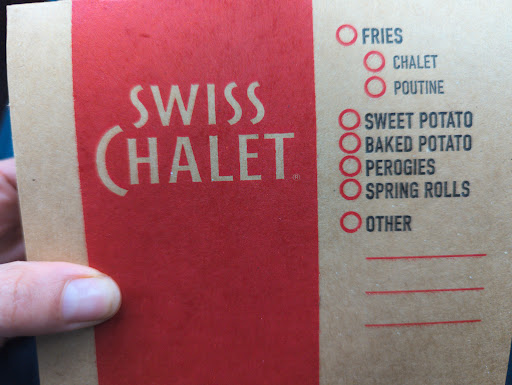 SWISS
CHALET®
FRIES
CHALET
POUTINE
SWEET POTATO
BAKED POTATO
PEROGIES
SPRING ROLLS
OTHER